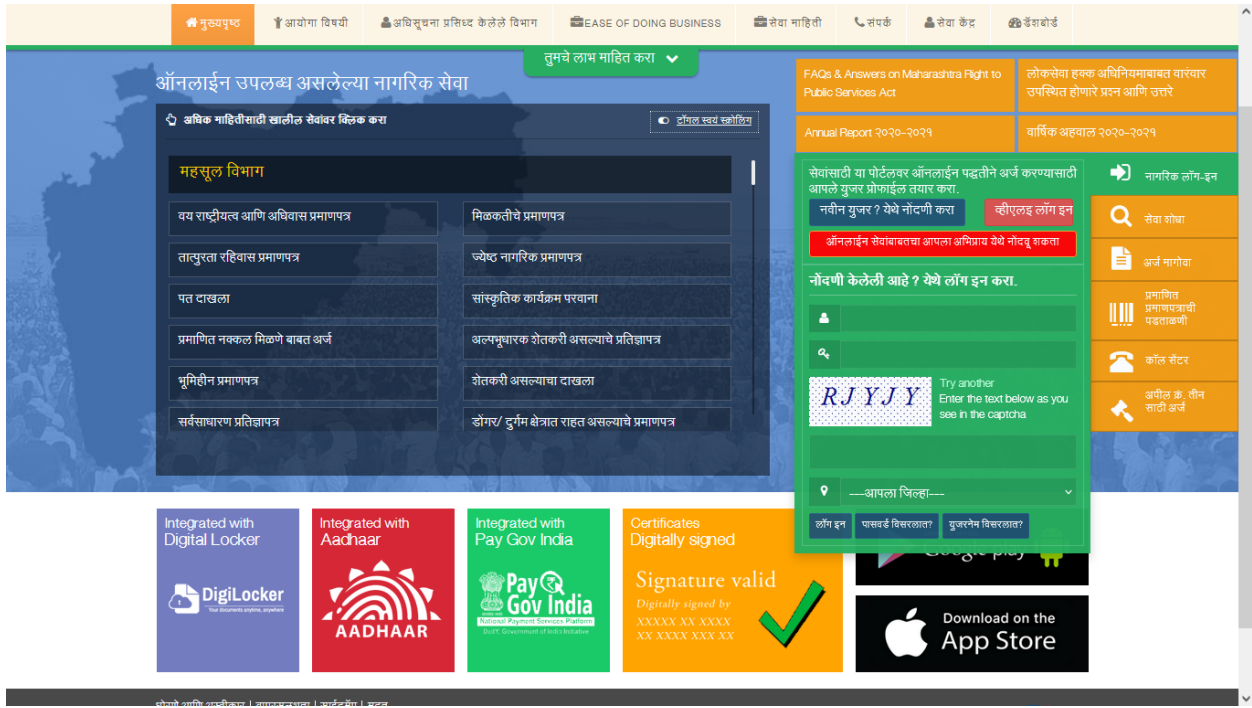 मुख्यपृष्ठ
आयोगा विषयी
अधिसूचना प्रसिध्द केलेले विभाग
EASE OF DOING BUSINESS
सेवा माहिती
संपर्क
सेवा केंद्र
डॅशबोर्ड
तुमचे लाभ माहित करा
ऑनलाईन उपलब्ध असलेल्या नागरिक सेवा
अधिक माहितीसाठी खालील सेवांवर क्लिक करा
टॉगल स्वयं स्क्रोलिंग
महसूल विभाग
वय राष्ट्रीयत्व आणि अधिवास प्रमाणपत्र
मिळकतीचे प्रमाणपत्र
तात्पुरता रहिवास प्रमाणपत्र
ज्येष्ठ नागरिक प्रमाणपत्र
पत दाखला
सांस्कृतिक कार्यक्रम परवाना
प्रमाणित नक्कल मिळणे बाबत अर्ज
अल्पभूधारक शेतकरी असल्याचे प्रतिज्ञापत्र
भूमिहीन प्रमाणपत्र
शेतकरी असल्याचा दाखला
सर्वसाधारण प्रतिज्ञापत्र
डोंगर/ दुर्गम क्षेत्रात राहत असल्याचे प्रमाणपत्र
FAQs & Answers on Maharashtra Right to
Public Services Act
लोकसेवा हक्क अधिनियमाबाबत वारंवार
उपस्थित होणारे प्रश्न आणि उत्तरे
Annual Report २०२०-२०२१
वार्षिक अहवाल २०२०-२०२१
सेवांसाठी या पोर्टलवर ऑनलाईन पद्धतीने अर्ज करण्यासाठी
आपले युजर प्रोफाईल तयार करा.
नवीन युजर ? येथे नोंदणी करा
व्हीएलइ लॉग इन
ऑनलाईन सेवांबाबतचा आपला अभिप्राय येथे नोंदवू शकता
नोंदणी केलेली आहे ? येथे लॉग इन करा.
RJYJY
Try another
Enter the text below as you
see in the captcha
----आपला जिल्हा----
लॉग इन
पासवर्ड विसरलात?
युजरनेम विसरलात?
नागरिक लॉग-इन
सेवा शोधा
अर्ज मागोवा
प्रमाणित
प्रमाणपत्राची
पडताळणी
कॉल सेंटर
अपील क्रं. तीन
साठी अर्ज
Integrated with
Digital Locker
DigiLocker
Your documents anytime, anywhere
Integrated with
Aadhaar
AADHAAR
Integrated with
Pay Gov India
Pay
Gov India
National Payment Services Platform
Certificates
Digitally signed
Signature valid
Digitally signed by
XXXXX XX XXXX
XX XXXX XXX XX
Google play
Download on the
App Store